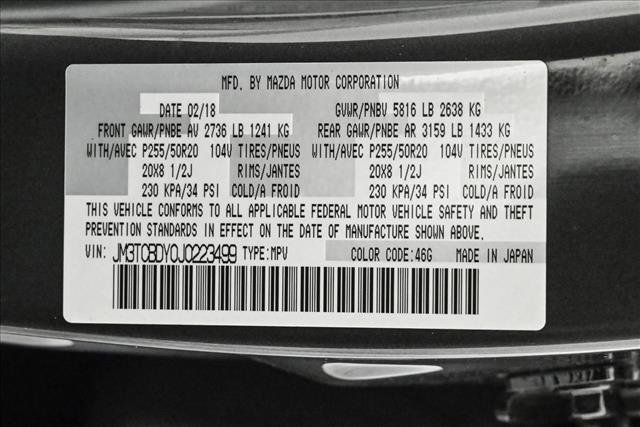 MFD. BY MAZDA MOTOR CORPORATION
DATE 02/18 GVWR/PNBV 5816 LB 2638 KG
FRONT GAWR/PNBE AV 2736 LB 1241 KG REAR GAWR/PNBE AR 3159 LB 1433 KG
WITH/AVEC P255/50R20 104V TIRES/PNEUS WITH/AVEC P255/50R20 104V TIRES/PNEUS
20X8 1/2J RIMS/JANTES 20X8 1/2J RIMS/JANTES
230 KPA/34 PSI COLD/A FROID 230 KPA/34 PSI COLD/A FROID
THIS VEHICLE CONFORMS TO ALL APPLICABLE FEDERAL MOTOR VEHICLE SAFETY AND THEFT
PREVENTION STANDARDS IN EFFECT ON THE DATE OF MANUFACTURE SHOWN ABOVE.
VIN: JM3TCBDY0J0223499 TYPE:MPV COLOR CODE:46G MADE IN JAPAN